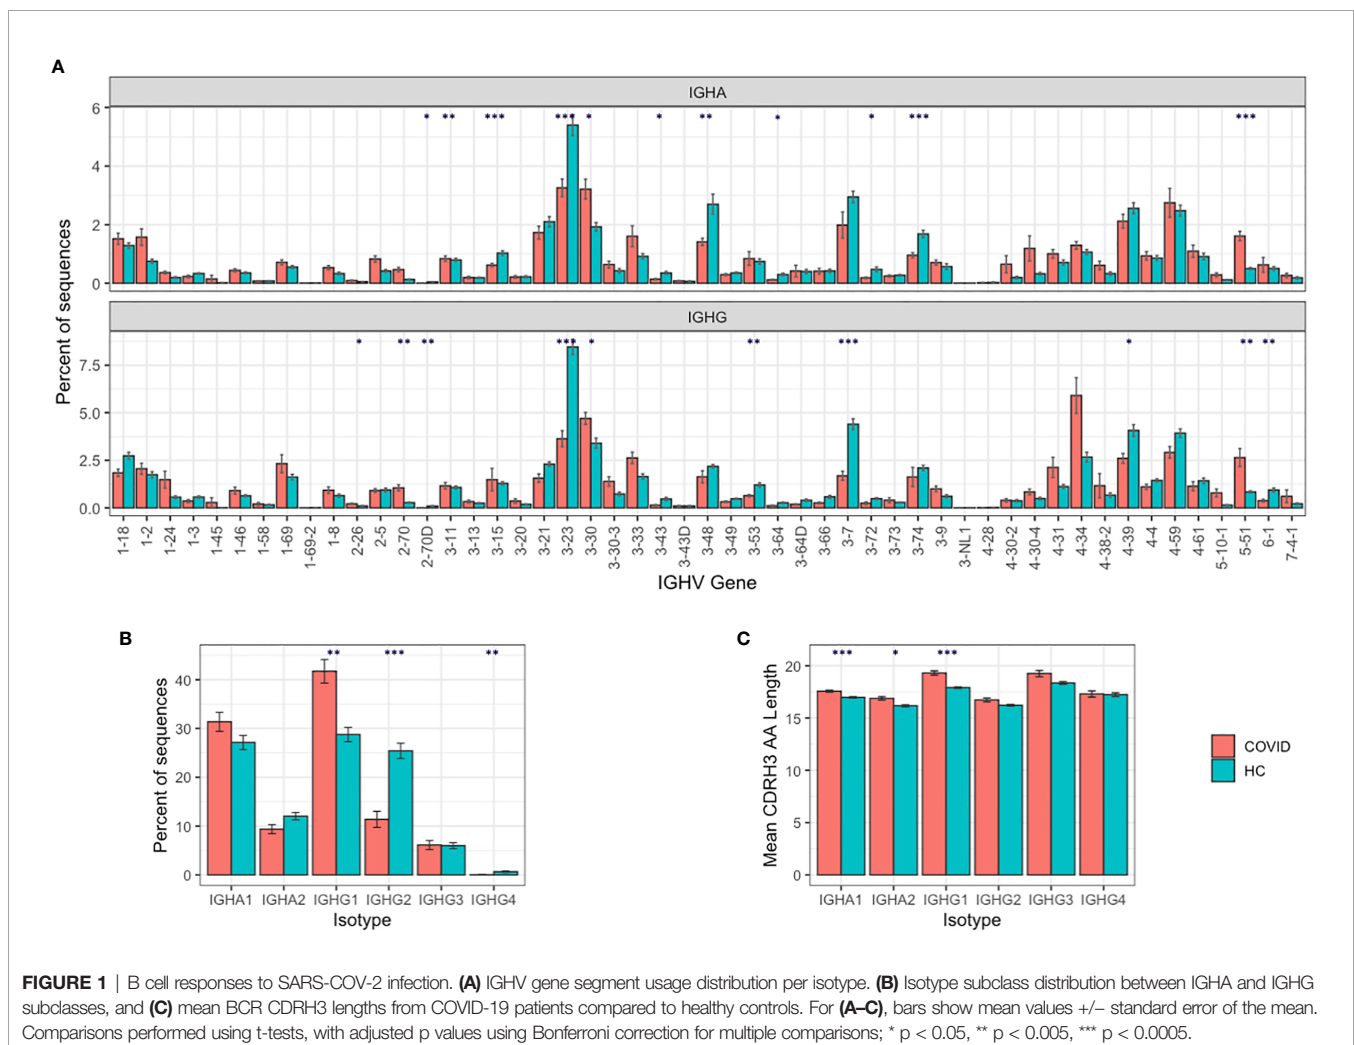 A
IGHA
6
4
2
0
* ** *** *** * * ** * * *** ***
IGHG
7.5
5.0
2.5
0.0
* ** ** *** * ** *** * ** **
Percent of sequences
1-18 1-2 1-24 1-3 1-45 1-46 1-58 1-69 1-69-2 1-8 2-26 2-5 2-70 2-70D 3-11 3-13 3-15 3-20 3-21 3-23 3-30 3-30-3 3-33 3-43 3-43D 3-48 3-49 3-53 3-64 3-64D 3-66 3-7 3-72 3-73 3-74 3-9 3-NL1 4-28 4-30-2 4-30-4 4-31 4-34 4-38-2 4-39 4-4 4-59 4-61 5-10-1 5-51 6-1 7-4-1
IGHV Gene
B
** *** **
40
30
20
10
0
Percent of sequences
IGHA1 IGHA2 IGHG1 IGHG2 IGHG3 IGHG4
Isotype
C
*** * ***
20
15
10
5
0
Mean CDRH3 AA Length
IGHA1 IGHA2 IGHG1 IGHG2 IGHG3 IGHG4
Isotype
COVID
HC
FIGURE 1 | B cell responses to SARS-COV-2 infection. (A) IGHV gene segment usage distribution per isotype. (B) Isotype subclass distribution between IGHA and IGHG
subclasses, and (C) mean BCR CDRH3 lengths from COVID-19 patients compared to healthy controls. For (A–C), bars show mean values +/− standard error of the mean.
Comparisons performed using t-tests, with adjusted p values using Bonferroni correction for multiple comparisons; * p < 0.05, ** p < 0.005, *** p < 0.0005.